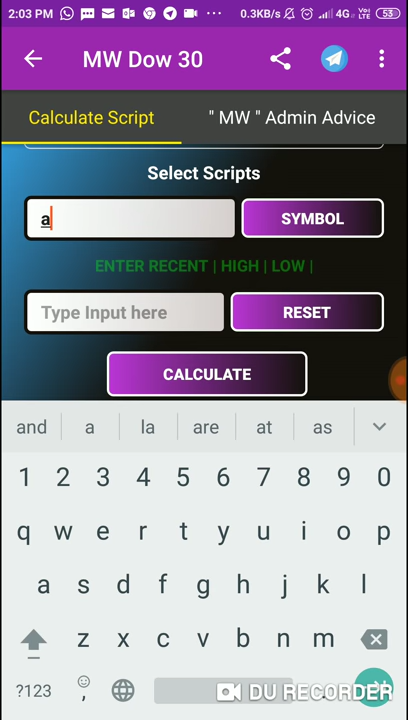 2:03 PM ... 0.3KB/s 4G VoLTE 53
MW Dow 30
Calculate Script " MW " Admin Advice
Select Scripts
a SYMBOL
ENTER RECENT | HIGH | LOW |
Type Input here RESET
CALCULATE
and a la are at as
1 2 3 4 5 6 7 8 9 0
q w e r t y u i o p
a s d f g h j k l
z x c v b n m
?123 , DU RECORDER